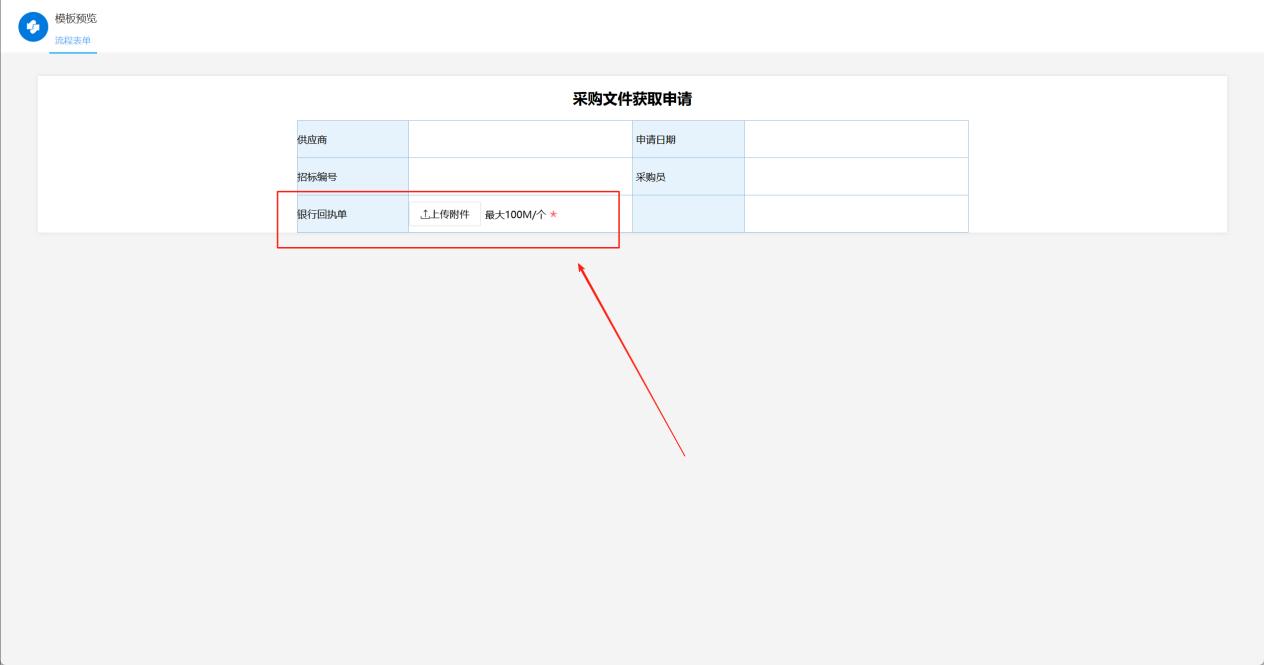 模板预览
流程表单
采购文件获取申请
供应商 申请日期
招标编号 采购员
银行回执单 上传附件 最大100M/个 *